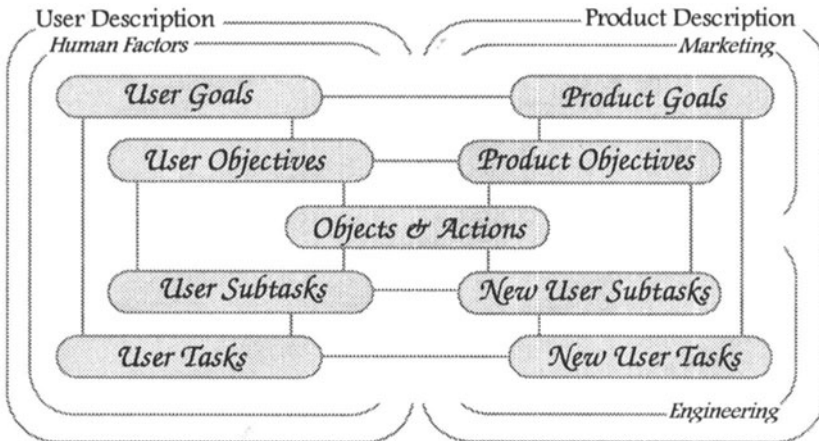 User Description
Product Description
Human Factors
Marketing
User Goals
Product Goals
User Objectives
Product Objectives
Objects & Actions
User Subtasks
New User Subtasks
User Tasks
New User Tasks
Engineering